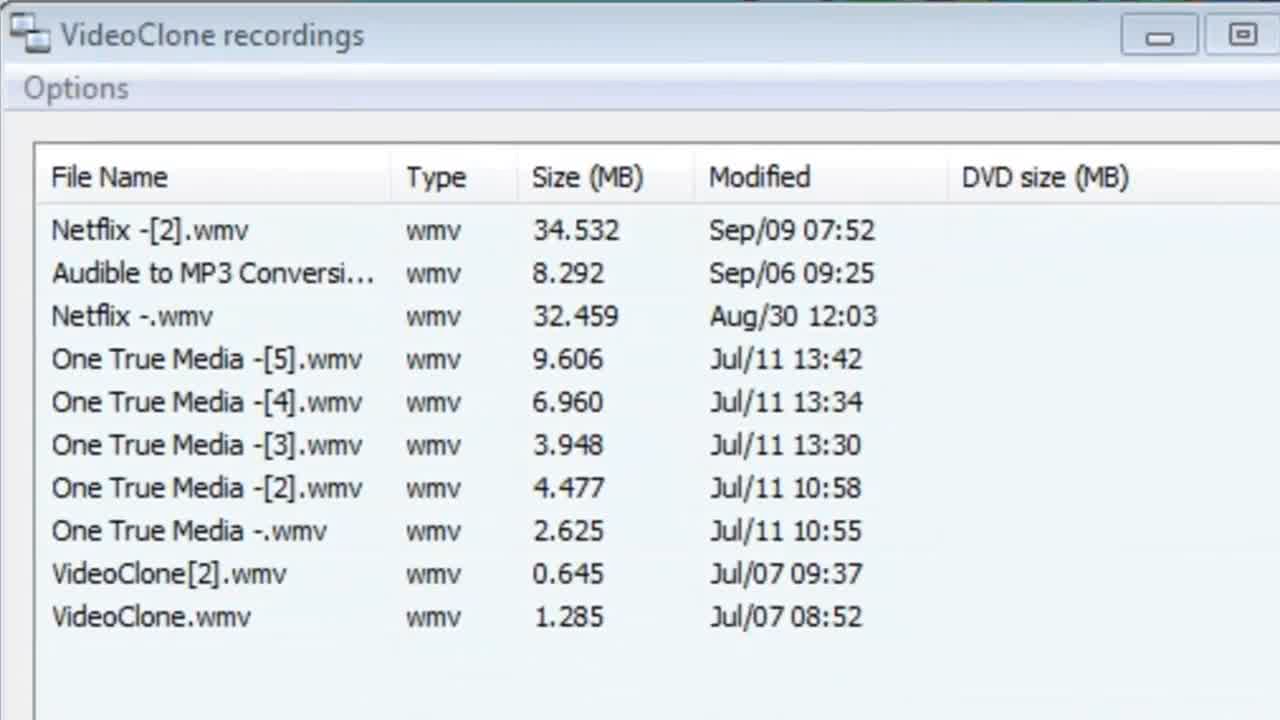 VideoClone recordings
Options
File Name Type Size (MB) Modified DVD size (MB)
Netflix -[2].wmv wmv 34.532 Sep/09 07:52
Audible to MP3 Conversi... wmv 8.292 Sep/06 09:25
Netflix -.wmv wmv 32.459 Aug/30 12:03
One True Media -[5].wmv wmv 9.606 Jul/11 13:42
One True Media -[4].wmv wmv 6.960 Jul/11 13:34
One True Media -[3].wmv wmv 3.948 Jul/11 13:30
One True Media -[2].wmv wmv 4.477 Jul/11 10:58
One True Media -.wmv wmv 2.625 Jul/11 10:55
VideoClone[2].wmv wmv 0.645 Jul/07 09:37
VideoClone.wmv wmv 1.285 Jul/07 08:52